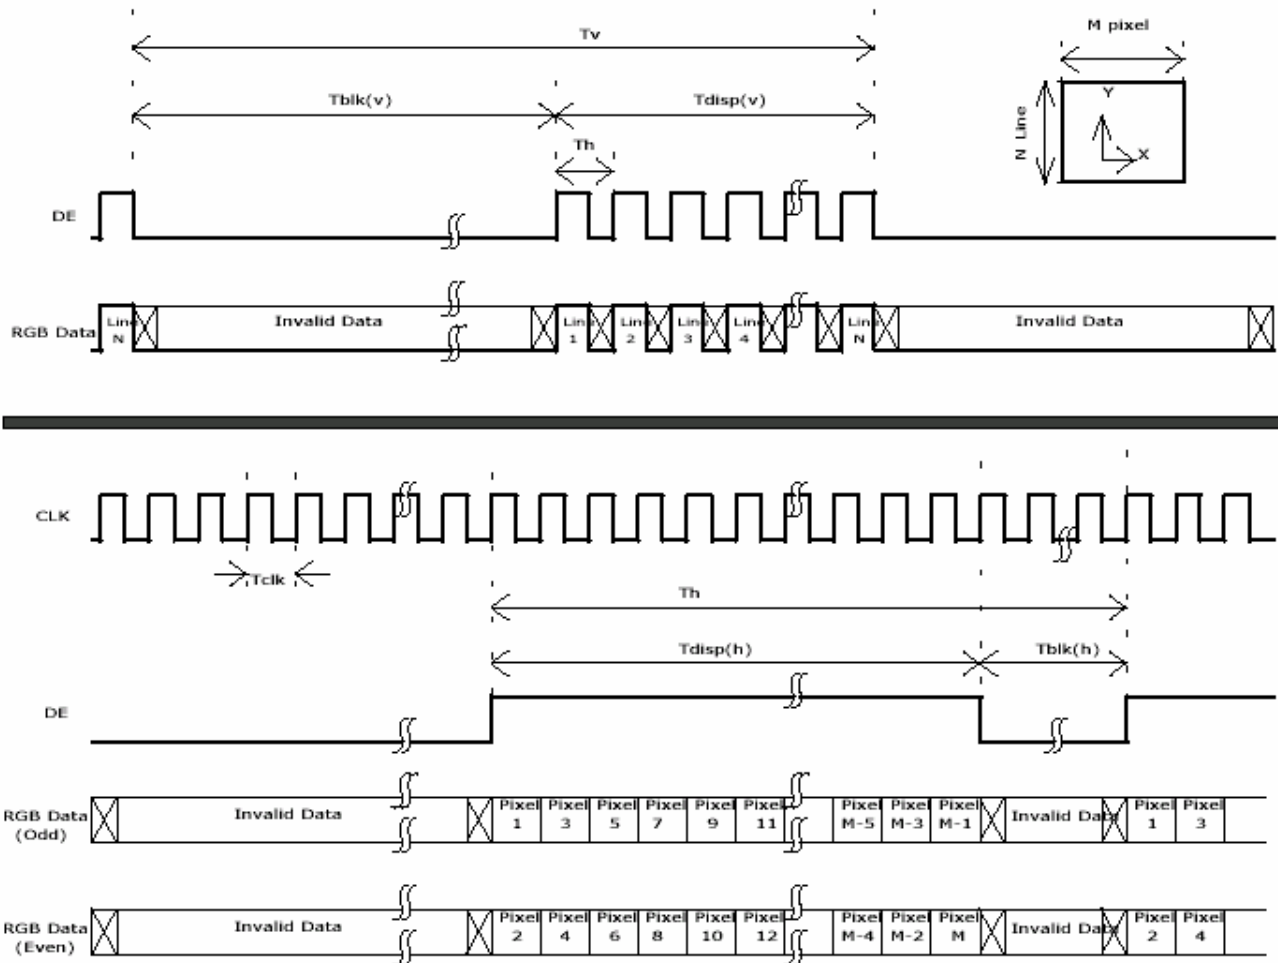 Tv
M pixel
Tblk(v)
Tdisp(v)
Y
N Line
X
Th
DE
RGB Data
Line N
Invalid Data
Line 1
Line 2
Line 3
Line 4
Line N
Invalid Data
CLK
Tclk
Th
Tdisp(h)
Tblk(h)
DE
RGB Data
(Odd)
Invalid Data
Pixel 1
Pixel 3
Pixel 5
Pixel 7
Pixel 9
Pixel 11
Pixel M-5
Pixel M-3
Pixel M-1
Invalid Data
Pixel 1
Pixel 3
RGB Data
(Even)
Invalid Data
Pixel 2
Pixel 4
Pixel 6
Pixel 8
Pixel 10
Pixel 12
Pixel M-4
Pixel M-2
Pixel M
Invalid Data
Pixel 2
Pixel 4